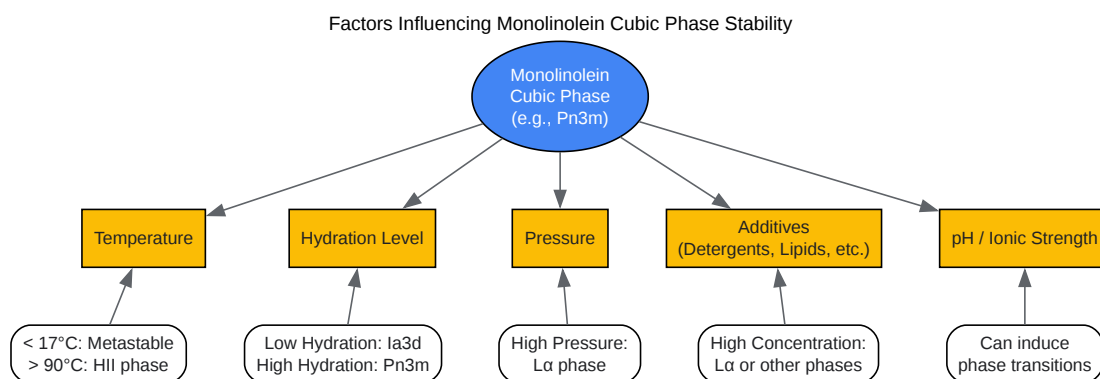 Factors Influencing Monolinolein Cubic Phase Stability
Monolinolein
Cubic Phase
(e.g., Pn3m)
Temperature
Hydration Level
Pressure
Additives
(Detergents, Lipids, etc.)
pH / Ionic Strength
< 17°C: Metastable
> 90°C: HII phase
Low Hydration: Ia3d
High Hydration: Pn3m
High Pressure:
Lα phase
High Concentration:
Lα or other phases
Can induce
phase transitions